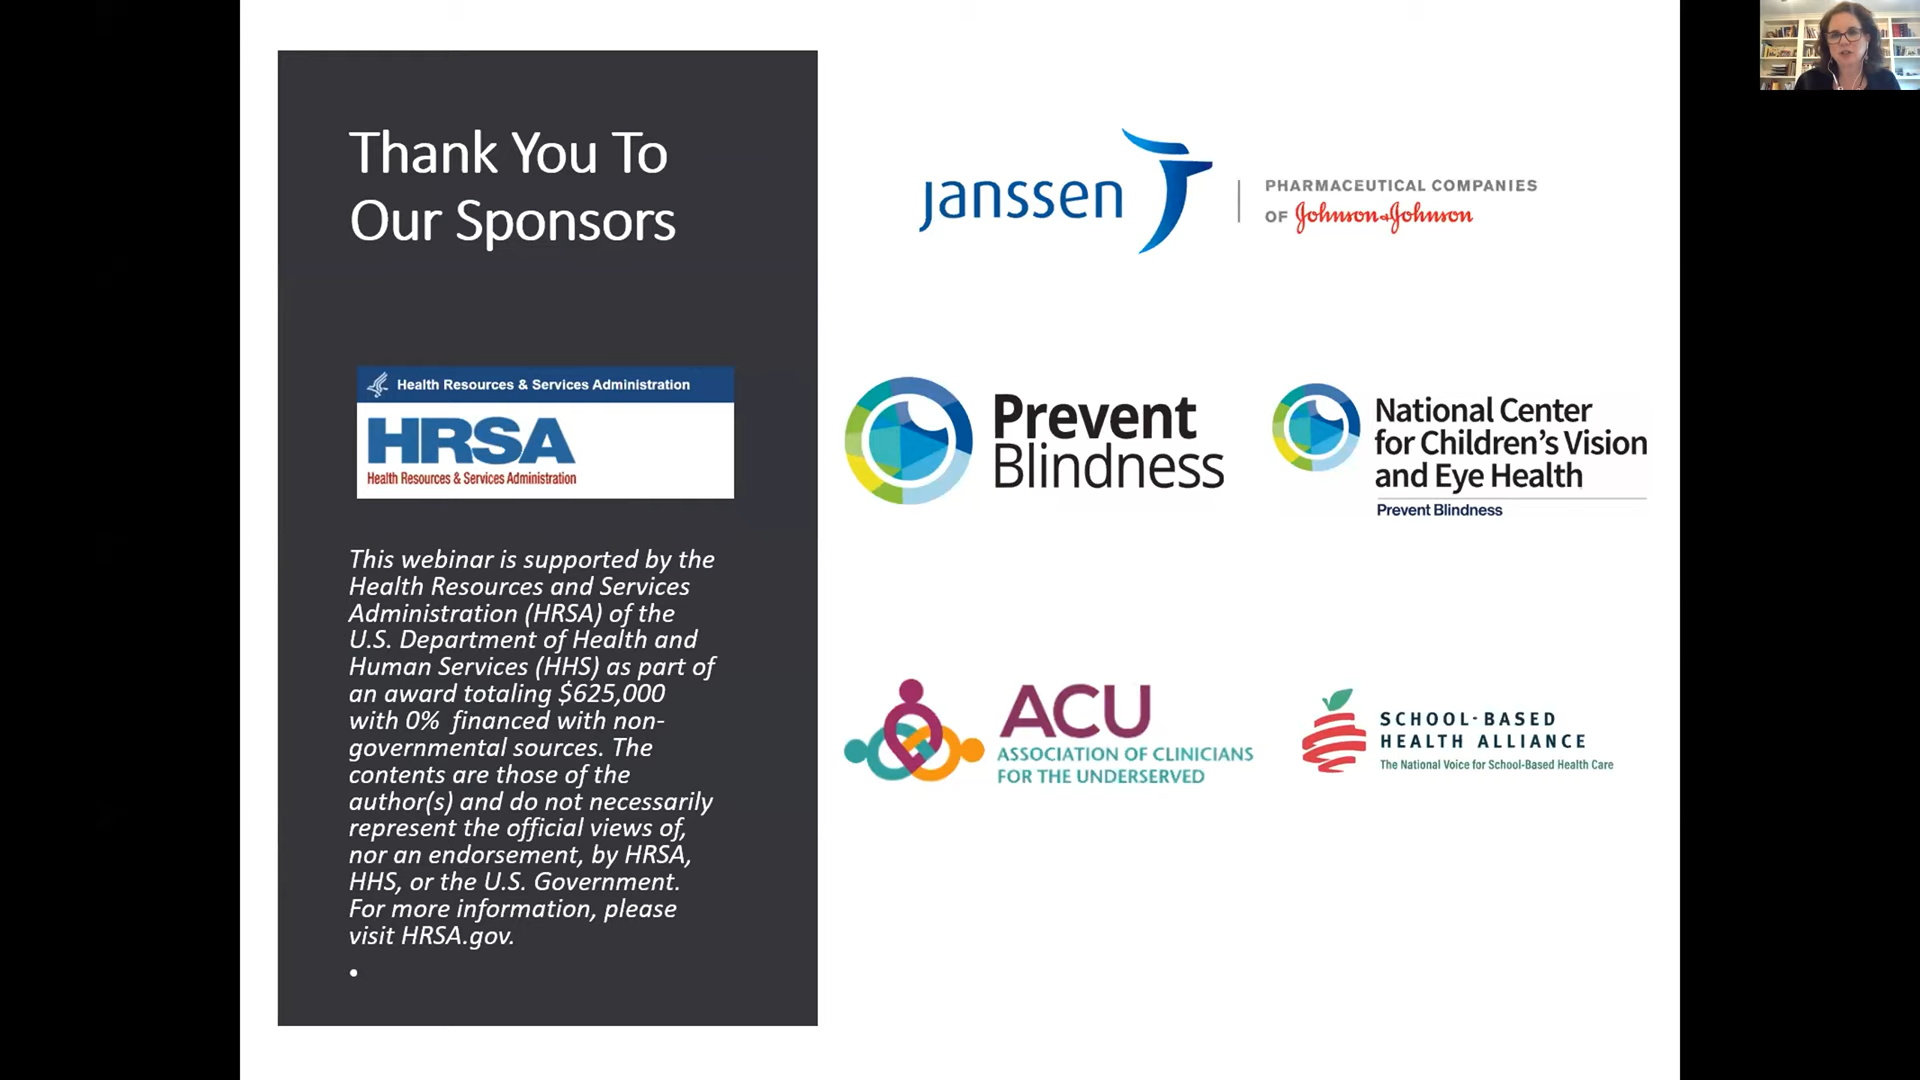 Thank You To
Our Sponsors
Health Resources & Services Administration
HRSA
Health Resources & Services Administration
This webinar is supported by the
Health Resources and Services
Administration (HRSA) of the
U.S. Department of Health and
Human Services (HHS) as part of
an award totaling $625,000
with 0%  financed with non-
governmental sources. The
contents are those of the
author(s) and do not necessarily
represent the official views of,
nor an endorsement, by HRSA,
HHS, or the U.S. Government.
For more information, please
visit HRSA.gov.
•
janssen
PHARMACEUTICAL COMPANIES
OF Johnson & Johnson
Prevent
Blindness
National Center
for Children's Vision
and Eye Health
Prevent Blindness
ACU
ASSOCIATION OF CLINICIANS
FOR THE UNDERSERVED
SCHOOL-BASED
HEALTH ALLIANCE
The National Voice for School-Based Health Care